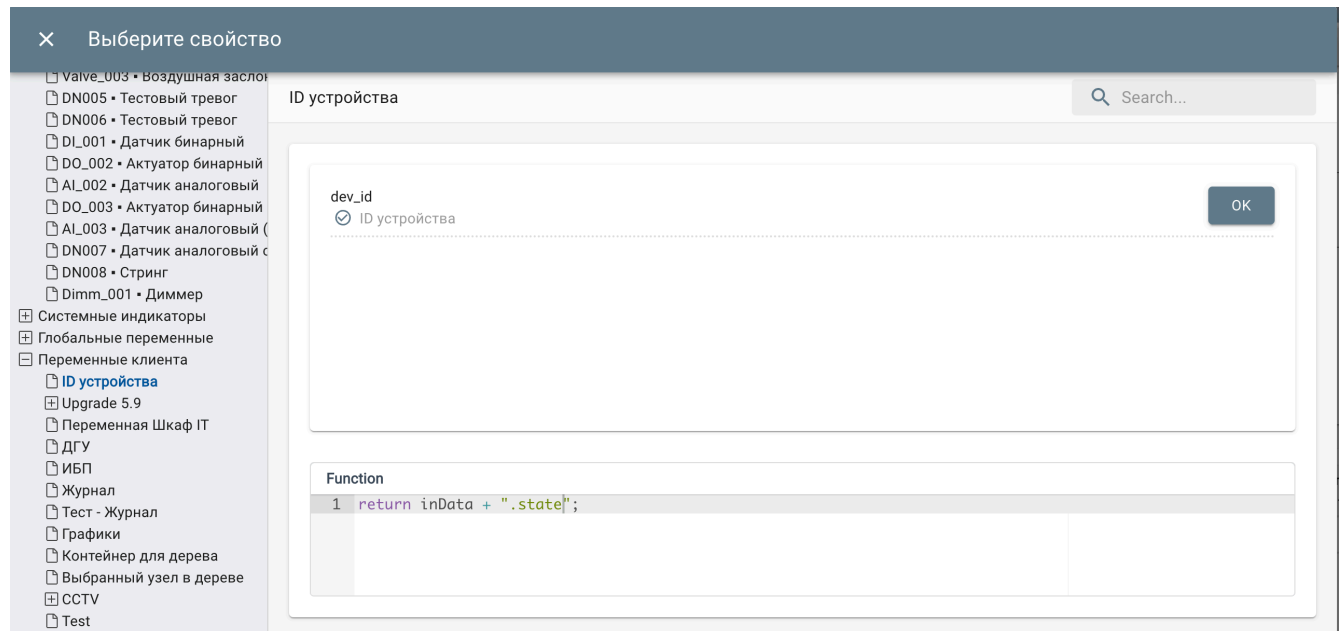 Выберите свойство
Valve_003 ▪ Воздушная заслон
DN005 ▪ Тестовый тревог
DN006 ▪ Тестовый тревог
DI_001 ▪ Датчик бинарный
DO_002 ▪ Актуатор бинарный
AI_002 ▪ Датчик аналоговый
DO_003 ▪ Актуатор бинарный
AI_003 ▪ Датчик аналоговый (
DN007 ▪ Датчик аналоговый с
DN008 ▪ Стринг
Dimm_001 ▪ Диммер
Системные индикаторы
Глобальные переменные
Переменные клиента
ID устройства
Upgrade 5.9
Переменная Шкаф IT
ДГУ
ИБП
Журнал
Тест - Журнал
Графики
Контейнер для дерева
Выбранный узел в дереве
CCTV
Test
ID устройства
Search...
dev_id
ID устройства
OK
Function
1 return inData + ".state";